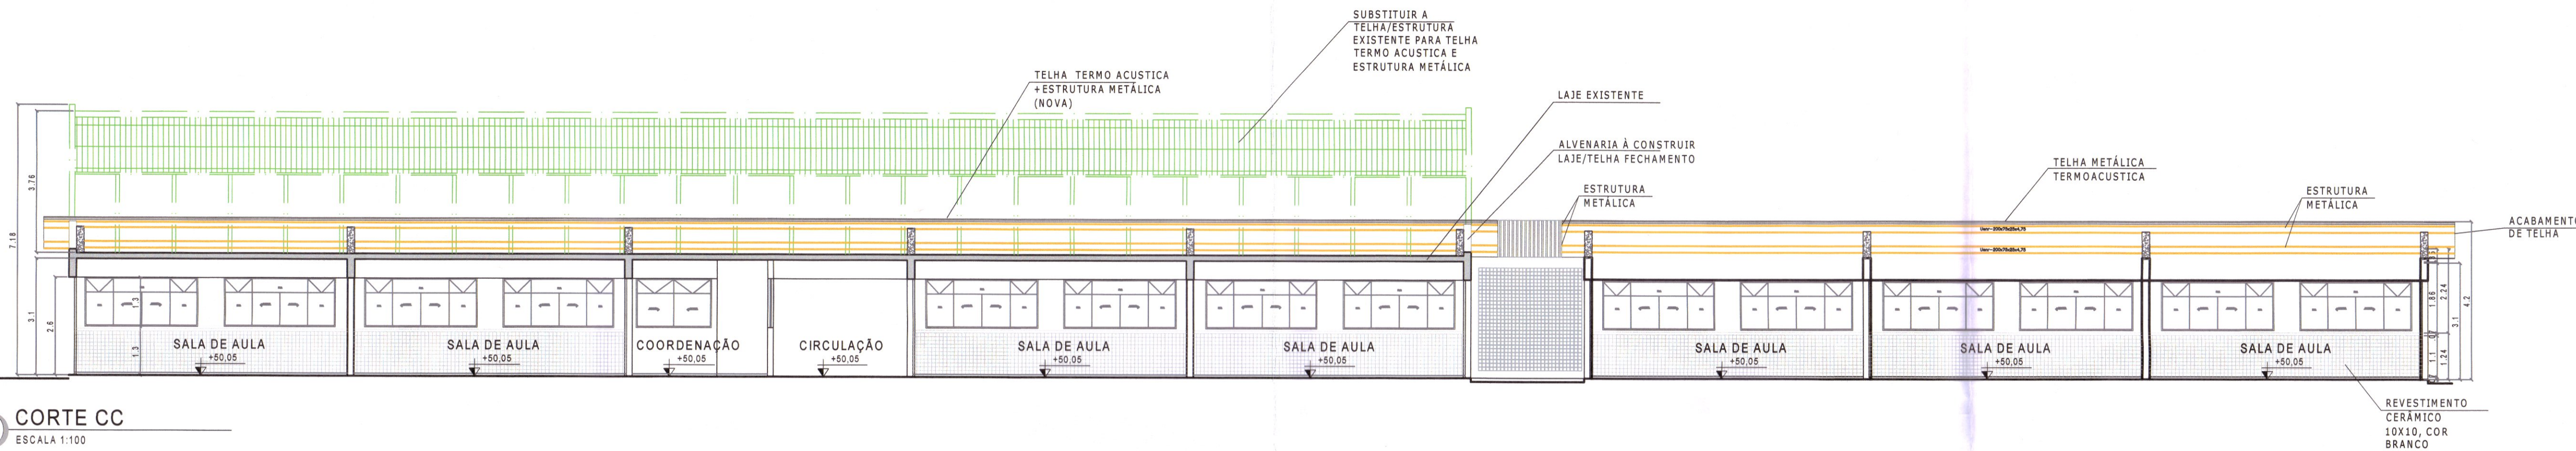 SUBSTITUIR A
TELHA/ESTRUTURA
EXISTENTE PARA TELHA
TERMO ACUSTICA E
ESTRUTURA METÁLICA
TELHA TERMO ACUSTICA
+ESTRUTURA METÁLICA
(NOVA)
LAJE EXISTENTE
ALVENARIA À CONSTRUIR
LAJE/TELHA FECHAMENTO
ESTRUTURA
METÁLICA
TELHA METÁLICA
TERMOACUSTICA
ESTRUTURA
METÁLICA
ACABAMENTO
DE TELHA
7.18
3.76
3.1
2.6
1.3
1.3
SALA DE AULA
+50,05
SALA DE AULA
+50,05
COORDENAÇÃO
+50,05
CIRCULAÇÃO
+50,05
SALA DE AULA
+50,05
SALA DE AULA
+50,05
SALA DE AULA
+50,05
SALA DE AULA
+50,05
SALA DE AULA
+50,05
1.86
2.24
3.1
4.2
1.1
1.24
REVESTIMENTO
CERÂMICO
10X10, COR
BRANCO
CORTE CC
ESCALA 1:100